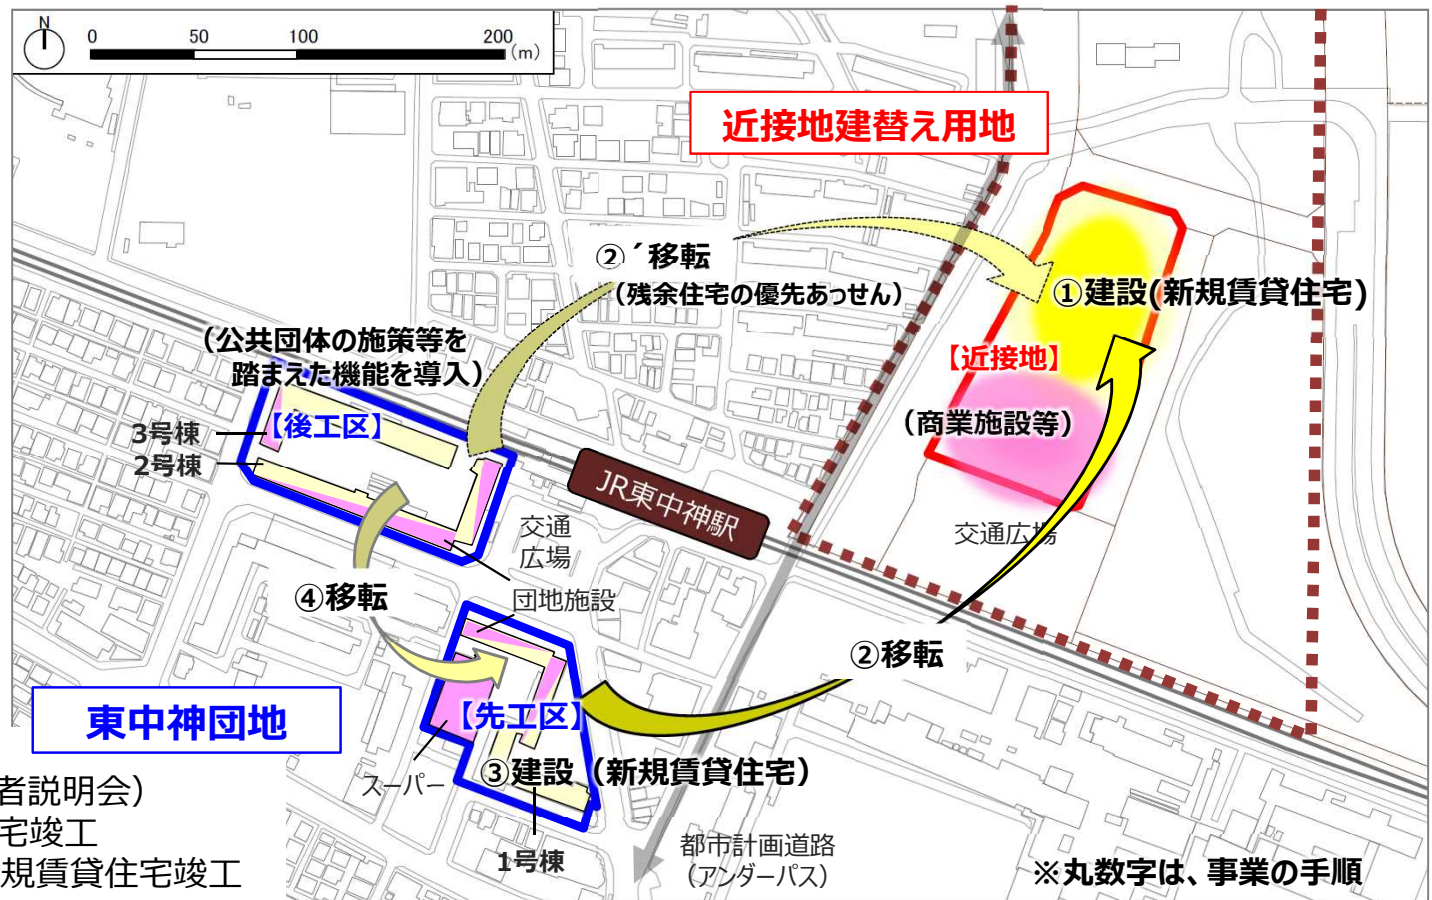 N
0 50 100 200 (m)
近接地建替え用地
②´移転
(残余住宅の優先あっせん)
①建設(新規賃貸住宅)
(公共団体の施策等を
踏まえた機能を導入)
【近接地】
(商業施設等)
3号棟
【後工区】
2号棟
JR東中神駅
交通
広場
交通広場
④移転
団地施設
②移転
東中神団地
【先工区】
③建設(新規賃貸住宅)
スーパー
者説明会)
宅竣工
規賃貸住宅竣工
1号棟
都市計画道路
(アンダーパス)
※丸数字は、事業の手順